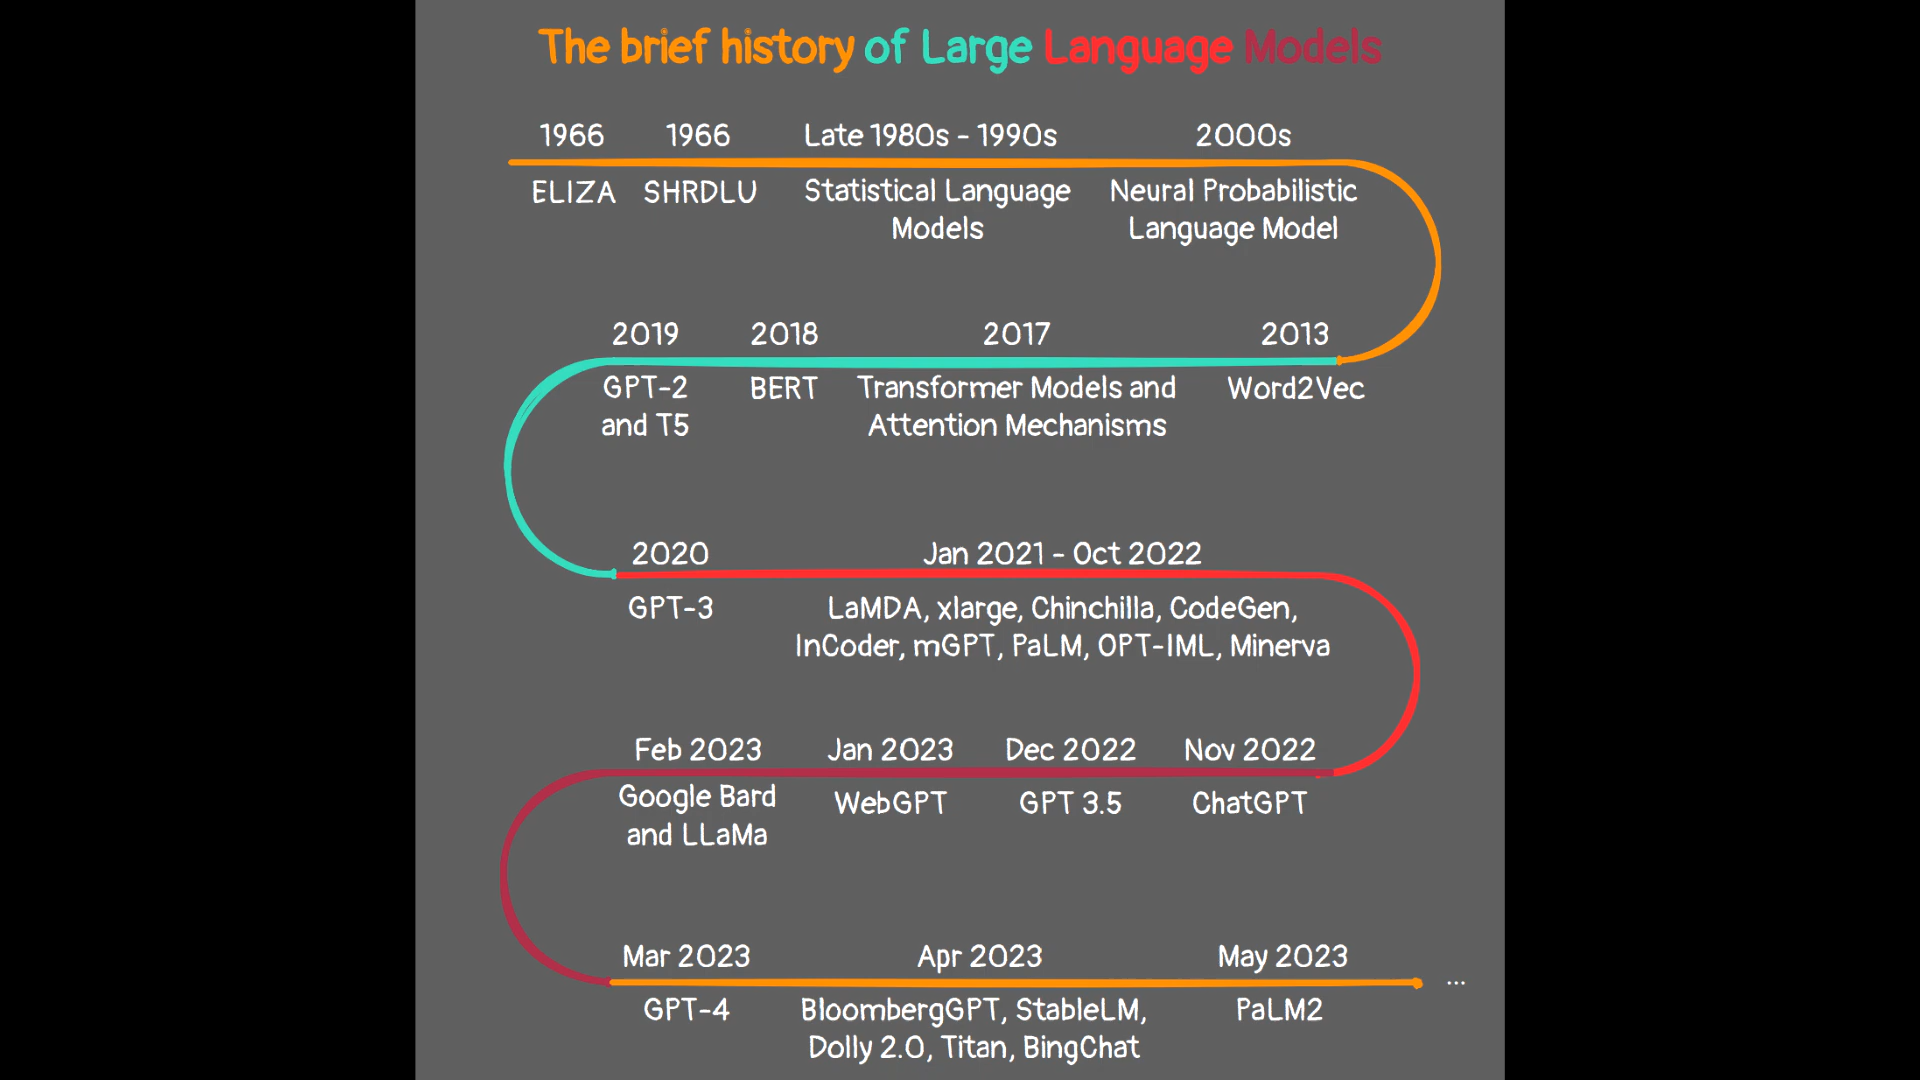 The brief history of Large Language Models
1966 1966 Late 1980s - 1990s 2000s
ELIZA SHRDLU Statistical Language Neural Probabilistic
Models Language Model
2019 2018 2017 2013
GPT-2 BERT Transformer Models and Word2Vec
and T5 Attention Mechanisms
2020 Jan 2021 - Oct 2022
GPT-3 LaMDA, xlarge, Chinchilla, CodeGen,
InCoder, mGPT, PaLM, OPT-IML, Minerva
Feb 2023 Jan 2023 Dec 2022 Nov 2022
Google Bard WebGPT GPT 3.5 ChatGPT
and LLaMa
Mar 2023 Apr 2023 May 2023
...
GPT-4 BloombergGPT, StableLM, PaLM2
Dolly 2.0, Titan, BingChat